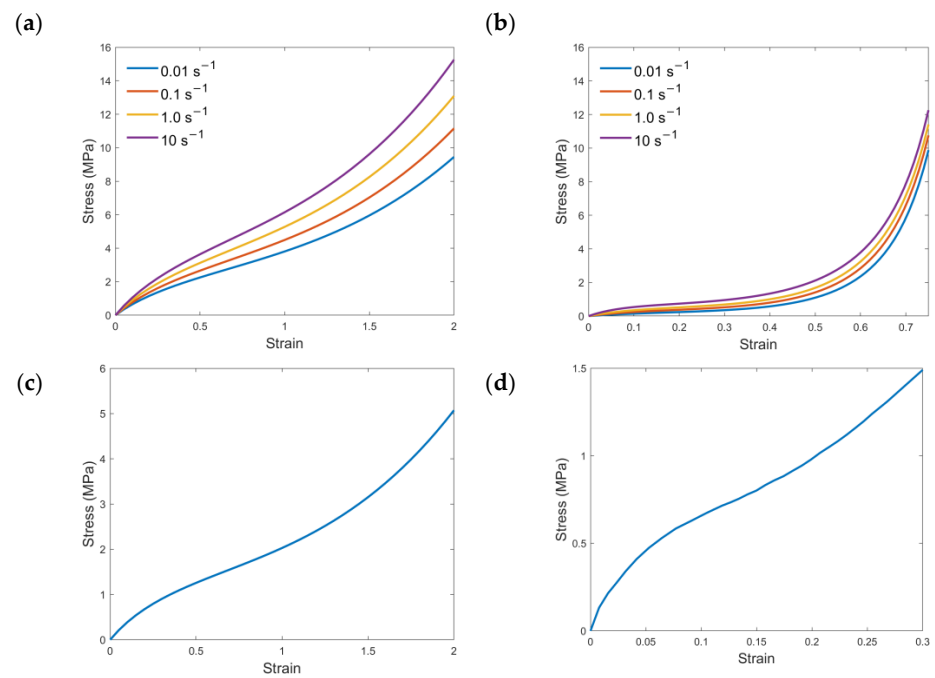 (a)
16
14
12
10
8
6
4
2
0
Stress (MPa)
0.01 s⁻¹
0.1 s⁻¹
1.0 s⁻¹
10 s⁻¹
0 0.5 1 1.5 2
Strain
(b)
16
14
12
10
8
6
4
2
0
Stress (MPa)
0.01 s⁻¹
0.1 s⁻¹
1.0 s⁻¹
10 s⁻¹
0 0.1 0.2 0.3 0.4 0.5 0.6 0.7
Strain
(c)
6
5
4
3
2
1
0
Stress (MPa)
0 0.5 1 1.5 2
Strain
(d)
1.5
1
0.5
0
Stress (MPa)
0 0.05 0.1 0.15 0.2 0.25 0.3
Strain